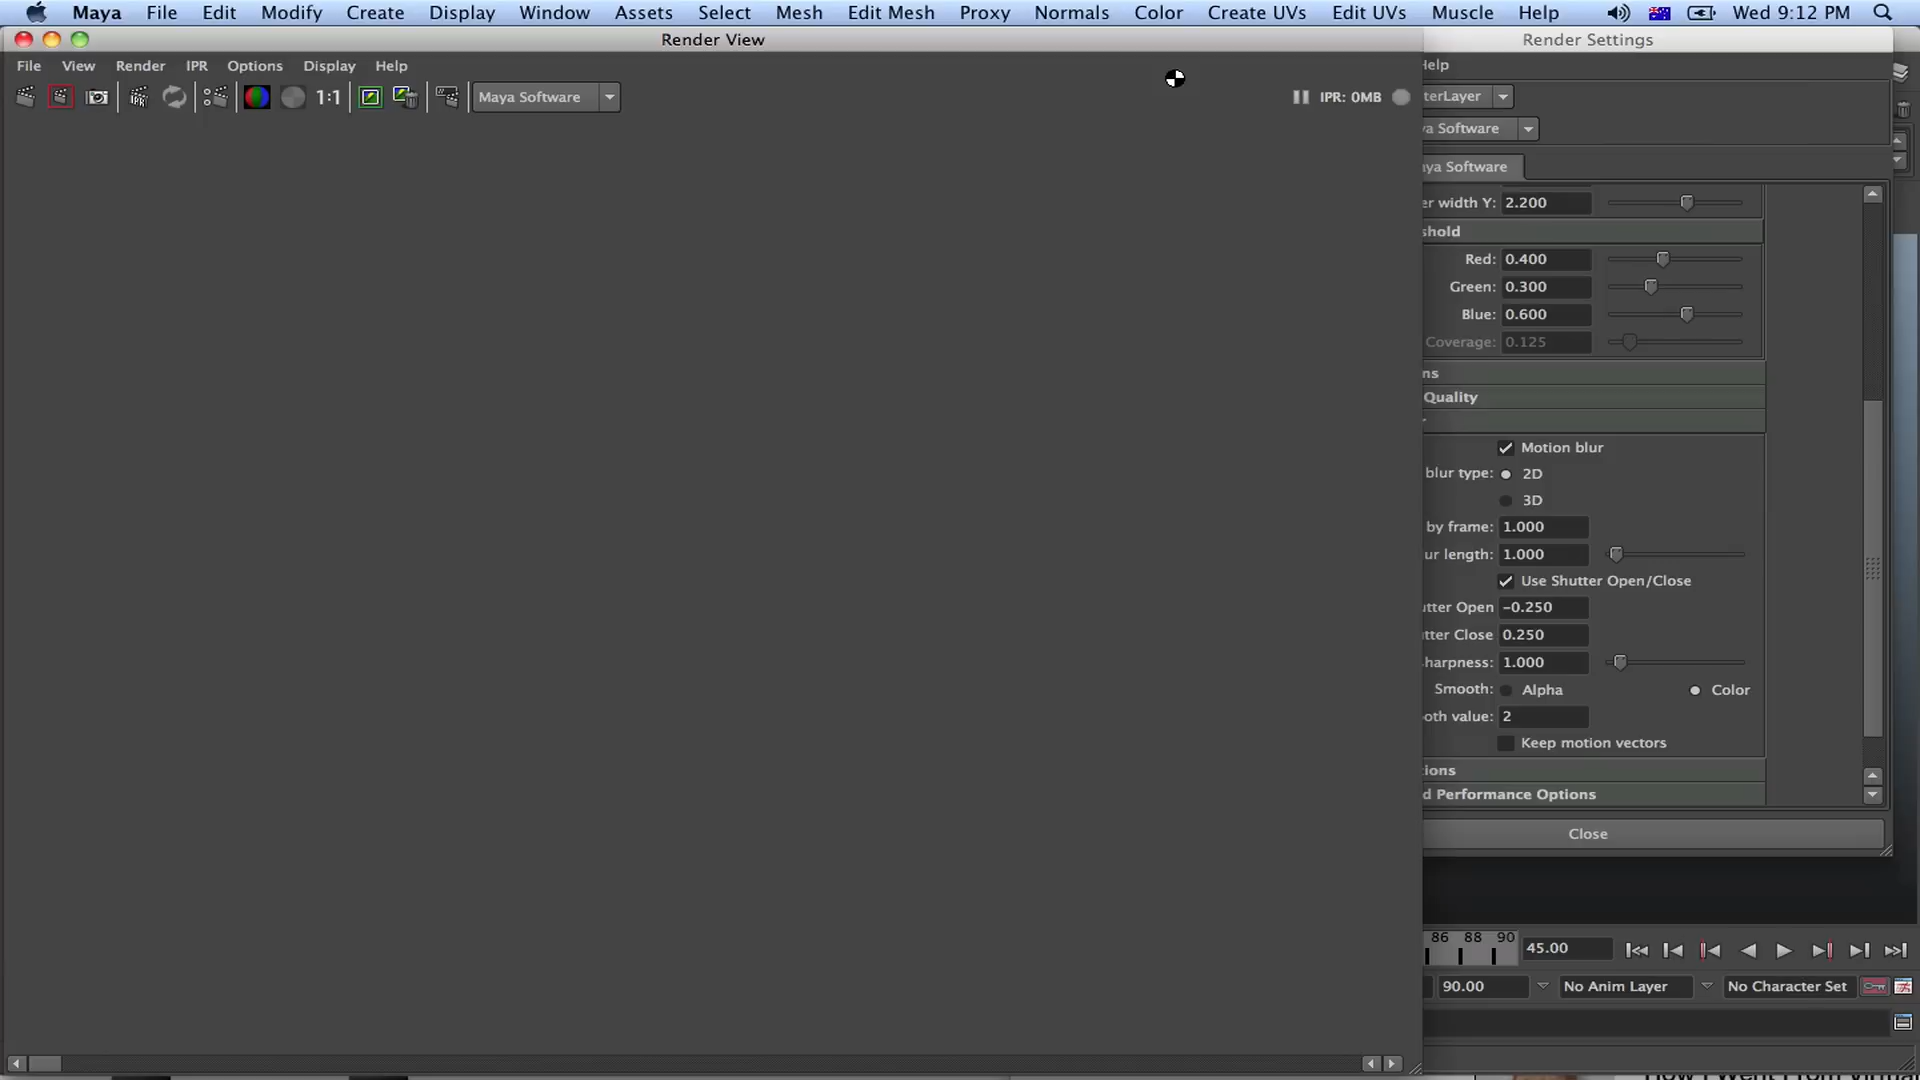 Maya File Edit Modify Create Display Window Assets Select Mesh Edit Mesh Proxy Normals Color Create UVs Edit UVs Muscle Help Wed 9:12 PM
Render View
Render Settings
File View Render IPR Options Display Help
Help
1:1 Maya Software IPR: 0MB
terLayer
ya Software
ya Software
er width Y: 2.200
shold
Red: 0.400
Green: 0.300
Blue: 0.600
Coverage: 0.125
ns
Quality
Motion blur
blur type: 2D
3D
by frame: 1.000
ur length: 1.000
Use Shutter Open/Close
utter Open -0.250
tter Close 0.250
harpness: 1.000
Smooth: Alpha Color
oth value: 2
Keep motion vectors
ions
d Performance Options
Close
86 88 90 45.00
90.00 No Anim Layer No Character Set